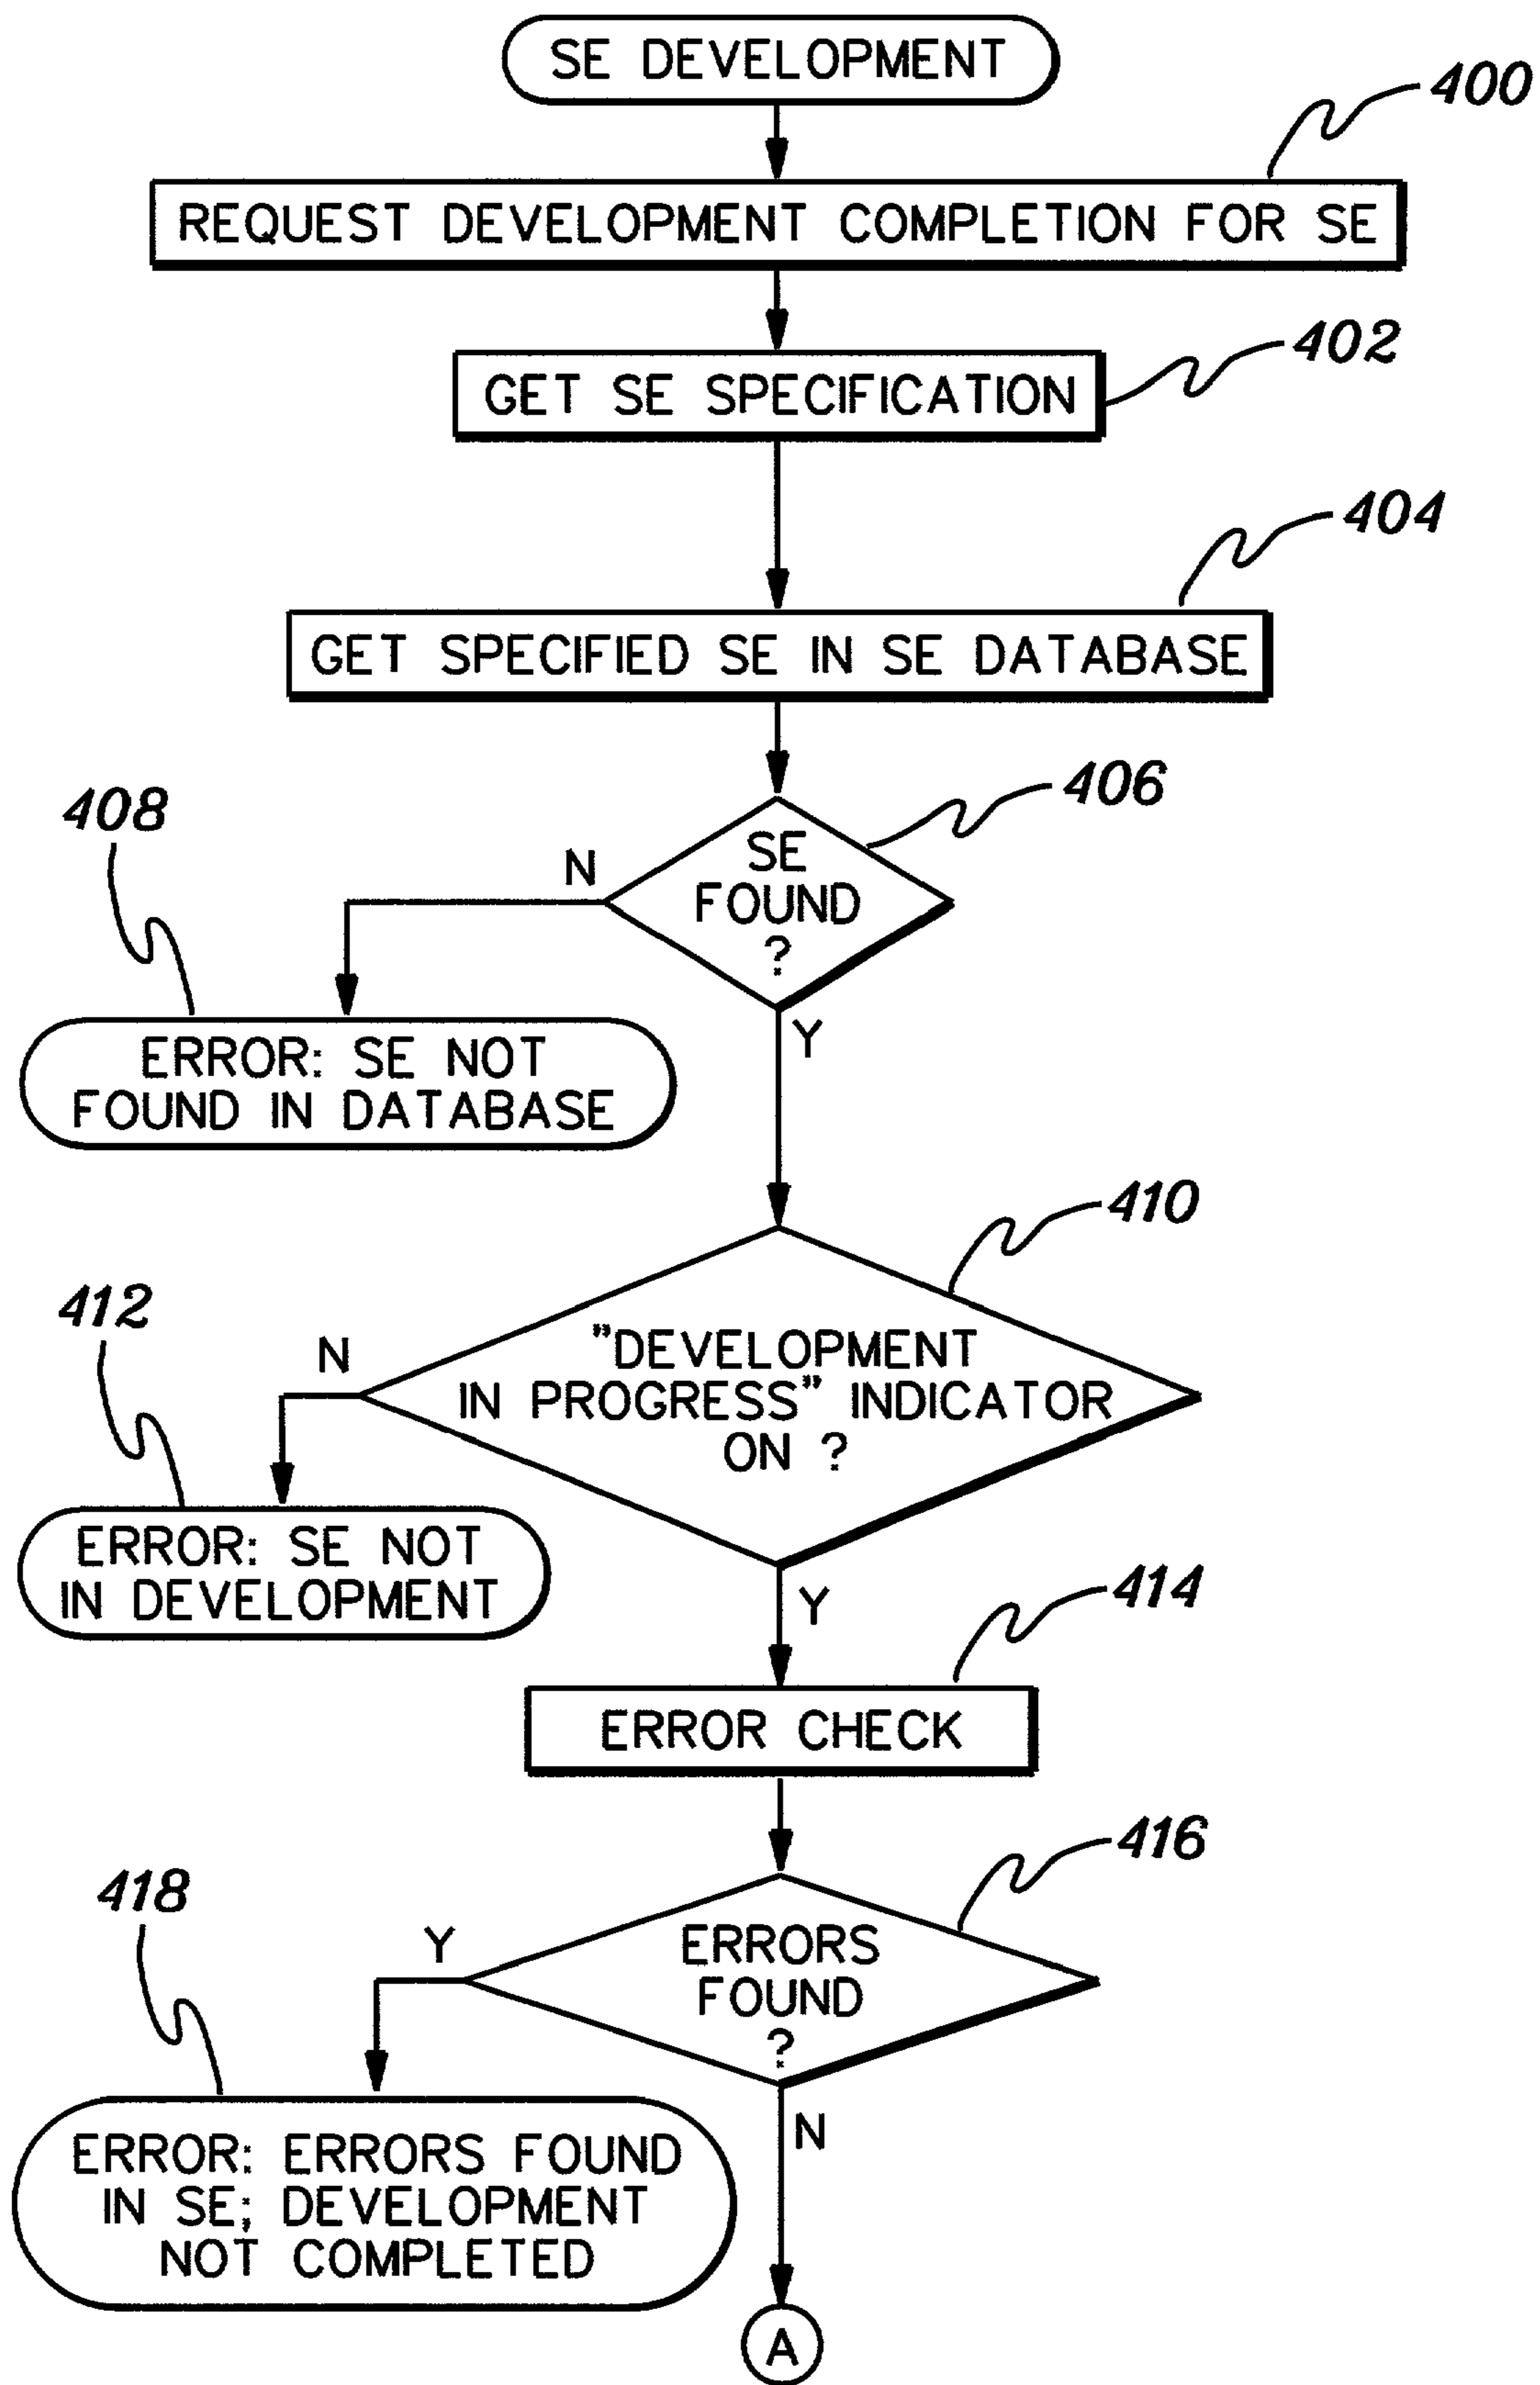 SE DEVELOPMENT
400
REQUEST DEVELOPMENT COMPLETION FOR SE
402
GET SE SPECIFICATION
404
GET SPECIFIED SE IN SE DATABASE
406
408
SE
FOUND
?
N
Y
ERROR: SE NOT
FOUND IN DATABASE
410
412
"DEVELOPMENT
IN PROGRESS" INDICATOR
ON ?
N
Y
ERROR: SE NOT
IN DEVELOPMENT
414
ERROR CHECK
416
418
ERRORS
FOUND
?
Y
N
ERROR: ERRORS FOUND
IN SE; DEVELOPMENT
NOT COMPLETED
A